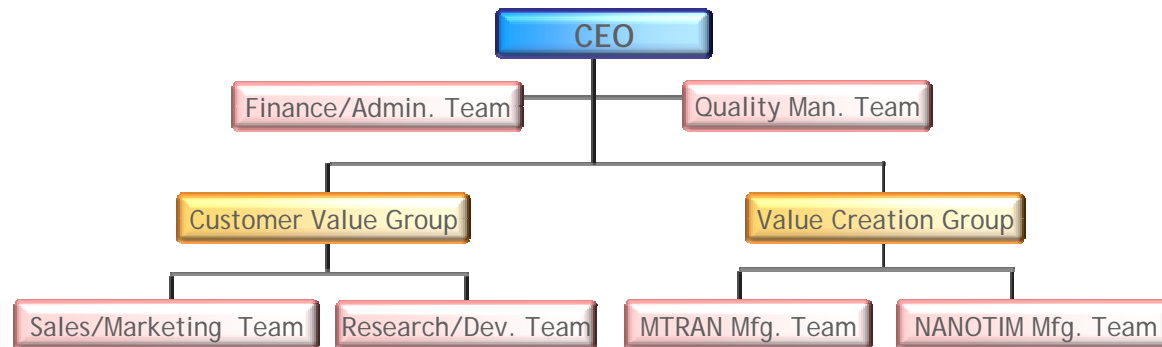 CEO
Finance/Admin. Team
Quality Man. Team
Customer Value Group
Value Creation Group
Sales/Marketing Team
Research/Dev. Team
MTRAN Mfg. Team
NANOTIM Mfg. Team